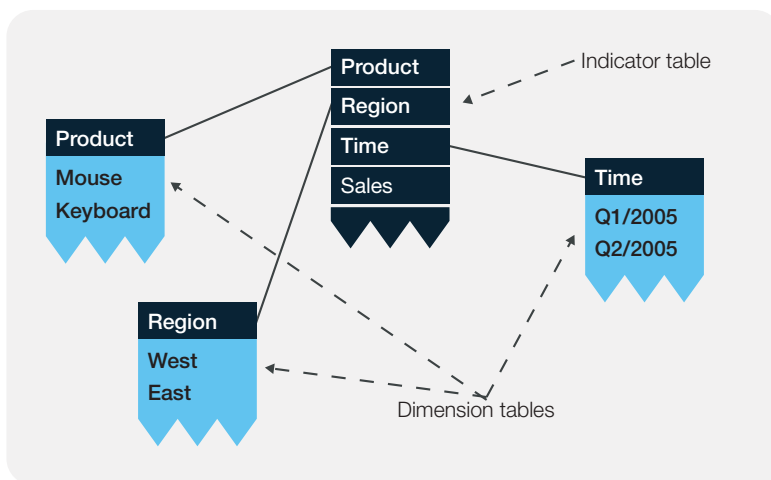 Product
Region
Time
Sales
Indicator table
Product
Mouse
Keyboard
Time
Q1/2005
Q2/2005
Region
West
East
Dimension tables